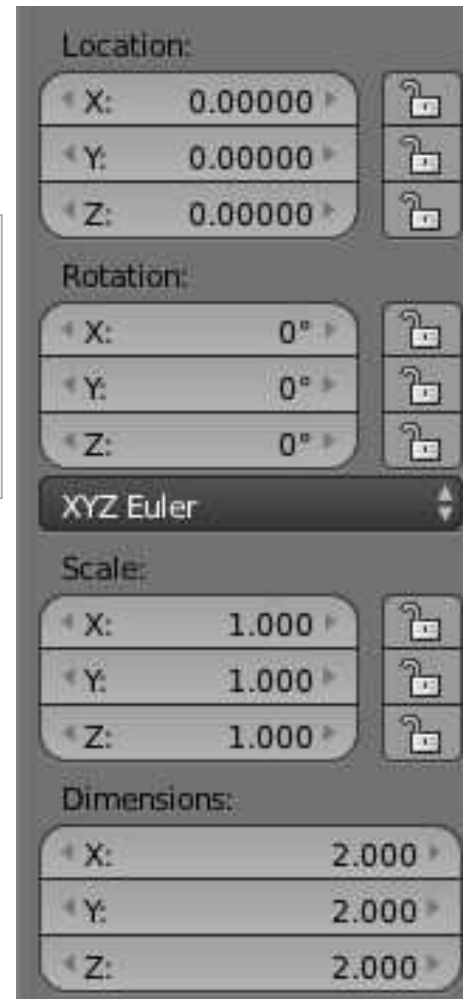 Location:
X: 0.00000
Y: 0.00000
Z: 0.00000
Rotation:
X: 0°
Y: 0°
Z: 0°
XYZ Euler
Scale:
X: 1.000
Y: 1.000
Z: 1.000
Dimensions:
X: 2.000
Y: 2.000
Z: 2.000